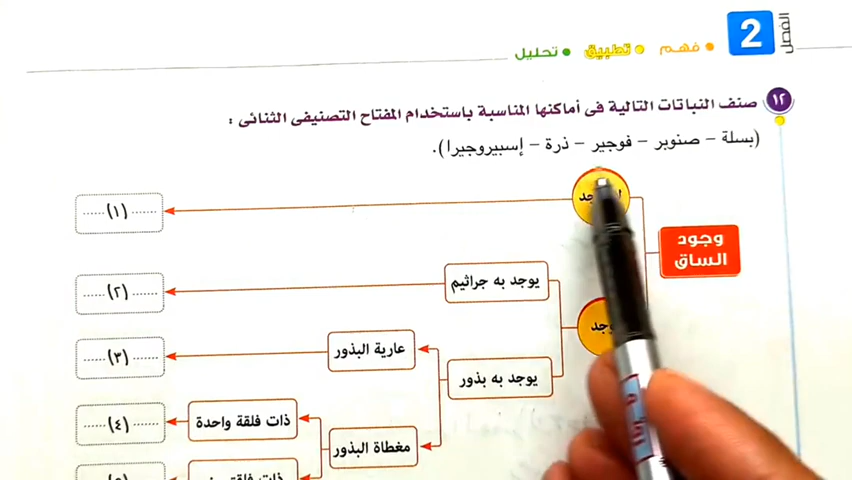 الفصل
2
فهم تطبيق تحليل
١٢ صنف النباتات التالية فى أماكنها المناسبة باستخدام المفتاح التصنيفى الثنائى :
(بسلة – صنوبر – فوجير – ذرة – إسبيروجيرا).
وجود
الساق
...... (١) ......
يوجد به جراثيم
...... (٢) ......
يوجد به بذور
عارية البذور
...... (٣) ......
مغطاة البذور
ذات فلقة واحدة
...... (٤) ......